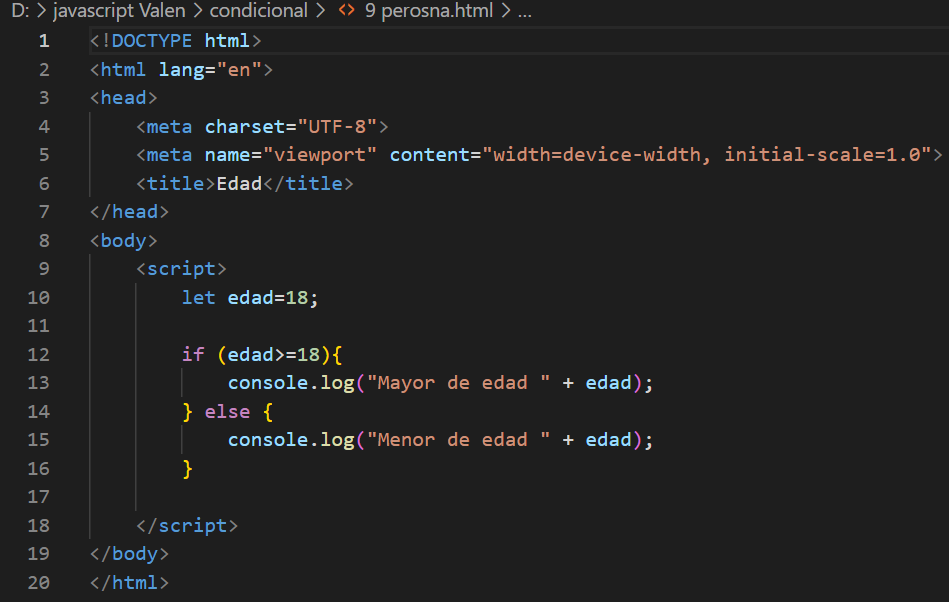 D: > javascript Valen > condicional > <> 9 perosna.html > ...
1 <!DOCTYPE html>
2 <html lang="en">
3 <head>
4     <meta charset="UTF-8">
5     <meta name="viewport" content="width=device-width, initial-scale=1.0">
6     <title>Edad</title>
7 </head>
8 <body>
9     <script>
10         let edad=18;
11
12         if (edad>=18){
13             console.log("Mayor de edad " + edad);
14         } else {
15             console.log("Menor de edad " + edad);
16         }
17
18     </script>
19 </body>
20 </html>